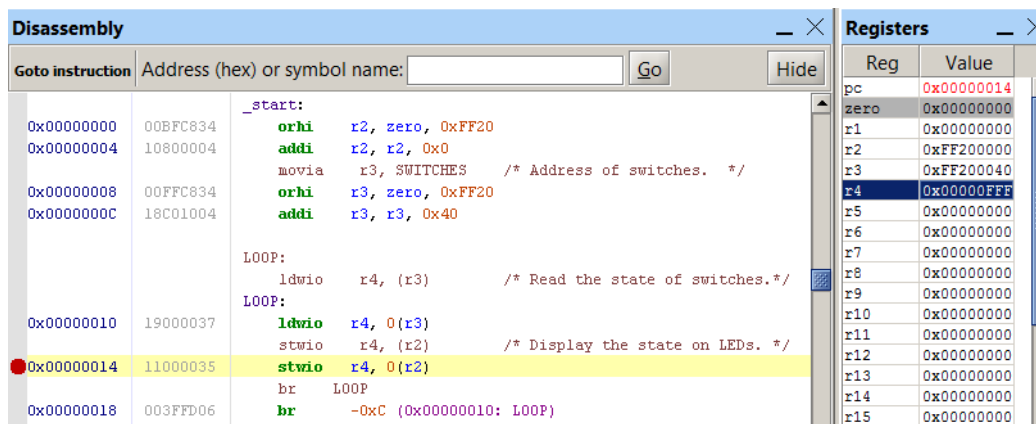 Disassembly
Goto instruction Address (hex) or symbol name: Go Hide
_start:
0x00000000 00BFC834 orhi r2, zero, 0xFF20
0x00000004 10800004 addi r2, r2, 0x0
movia r3, SWITCHES /* Address of switches. */
0x00000008 00FFC834 orhi r3, zero, 0xFF20
0x0000000C 18C01004 addi r3, r3, 0x40
LOOP:
ldwio r4, (r3) /* Read the state of switches.*/
LOOP:
0x00000010 19000037 ldwio r4, 0(r3)
stwio r4, (r2) /* Display the state on LEDs. */
0x00000014 11000035 stwio r4, 0(r2)
br LOOP
0x00000018 003FFD06 br -0xC (0x00000010: LOOP)
Registers
Reg Value
pc 0x00000014
zero 0x00000000
r1 0x00000000
r2 0xFF200000
r3 0xFF200040
r4 0x00000FFF
r5 0x00000000
r6 0x00000000
r7 0x00000000
r8 0x00000000
r9 0x00000000
r10 0x00000000
r11 0x00000000
r12 0x00000000
r13 0x00000000
r14 0x00000000
r15 0x00000000